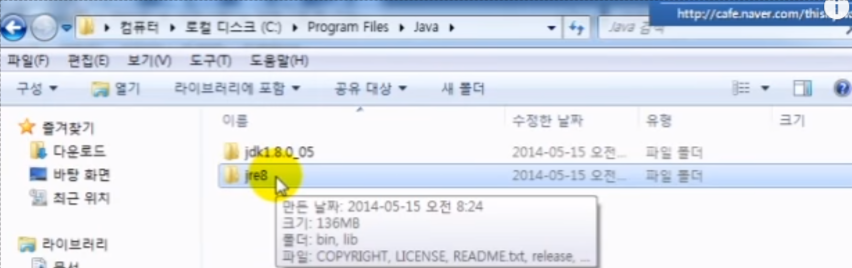 http://cafe.naver.com/this
컴퓨터 ▸ 로컬 디스크 (C:) ▸ Program Files ▸ Java ▸
Java 검색
파일(F) 편집(E) 보기(V) 도구(T) 도움말(H)
구성 열기 라이브러리에 포함 공유 대상 새 폴더
이름 수정한 날짜 유형 크기
즐겨찾기
다운로드
바탕 화면
최근 위치
라이브러리
문서
jdk1.8.0_05 2014-05-15 오전... 파일 폴더
jre8 2014-05-15 오전... 파일 폴더
만든 날짜: 2014-05-15 오전 8:24
크기: 136MB
폴더: bin, lib
파일: COPYRIGHT, LICENSE, README.txt, release, ...